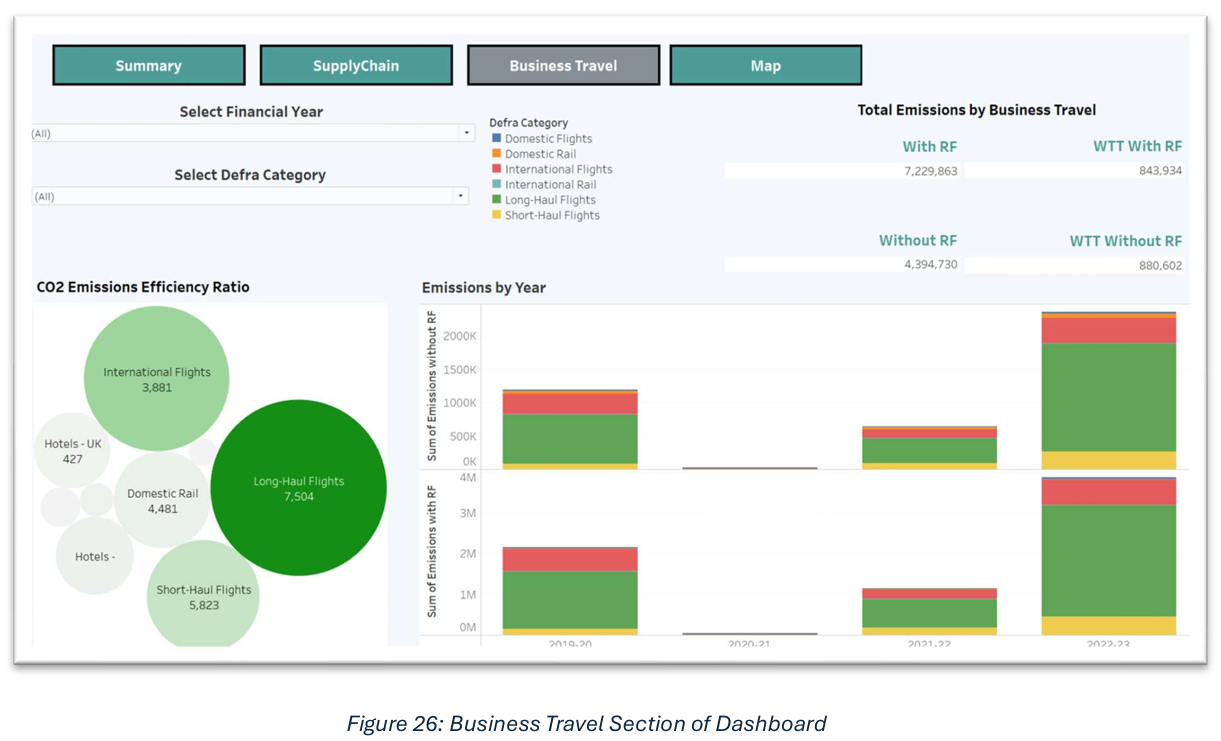 Summary
SupplyChain
Business Travel
Map
Select Financial Year
(All)
Select Defra Category
(All)
Defra Category
Domestic Flights
Domestic Rail
International Flights
International Rail
Long-Haul Flights
Short-Haul Flights
Total Emissions by Business Travel
With RF
WTT With RF
7,229,863
843,934
Without RF
WTT Without RF
4,394,730
880,602
CO2 Emissions Efficiency Ratio
International Flights
3,881
Hotels - UK
427
Domestic Rail
4,481
Long-Haul Flights
7,504
Hotels -
Short-Haul Flights
5,823
Emissions by Year
Sum of Emissions without RF
2000K
1500K
1000K
500K
0K
Sum of Emissions with RF
4M
3M
2M
1M
0M
2019-20
2020-21
2021-22
2022-23
Figure 26: Business Travel Section of Dashboard